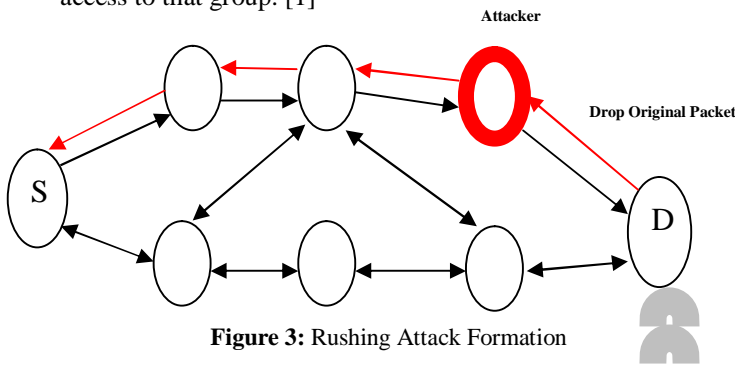 access to that group. [1]
Attacker
Drop Original Packet
S
D
Figure 3: Rushing Attack Formation